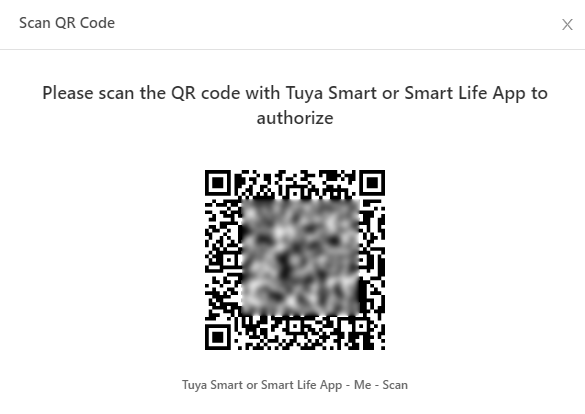 Scan QR Code
Please scan the QR code with Tuya Smart or Smart Life App to
authorize
Tuya Smart or Smart Life App - Me - Scan